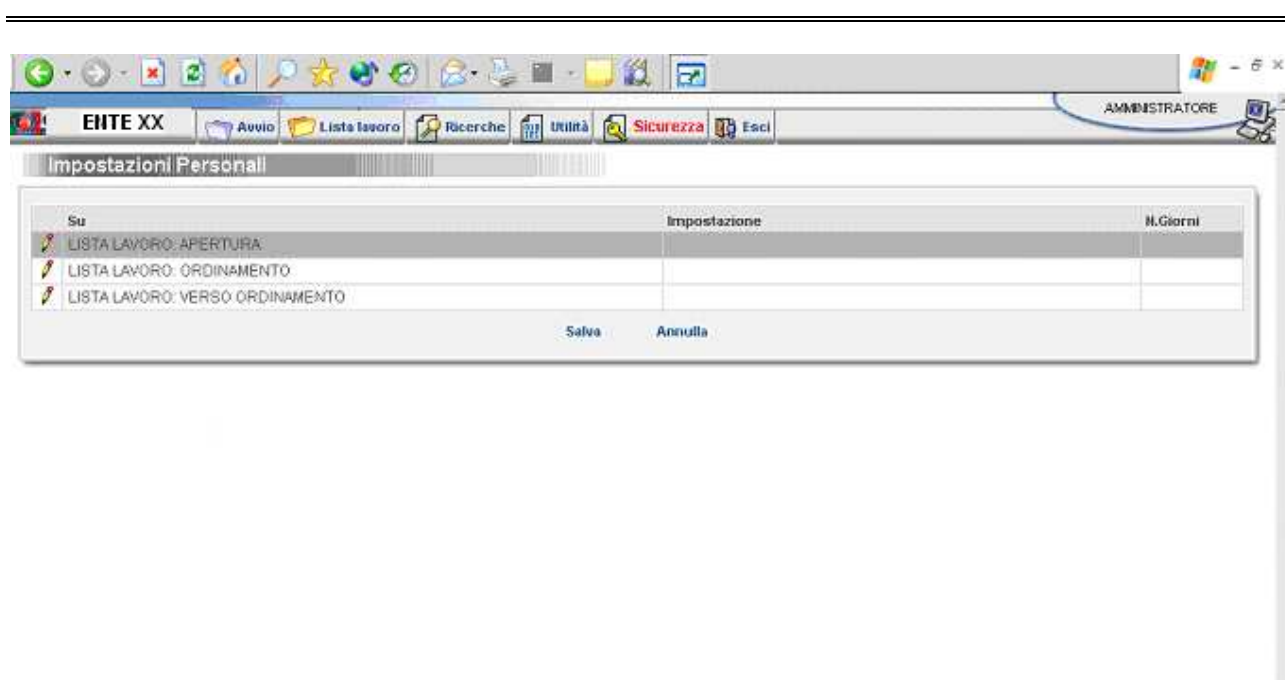 AMMINISTRATORE
ENTE XX Avvio Lista lavoro Ricerche Utilità Sicurezza Esci
Impostazioni Personali
Su Impostazione N.Giorni
LISTA LAVORO: APERTURA
LISTA LAVORO: ORDINAMENTO
LISTA LAVORO: VERSO ORDINAMENTO
Salva Annulla